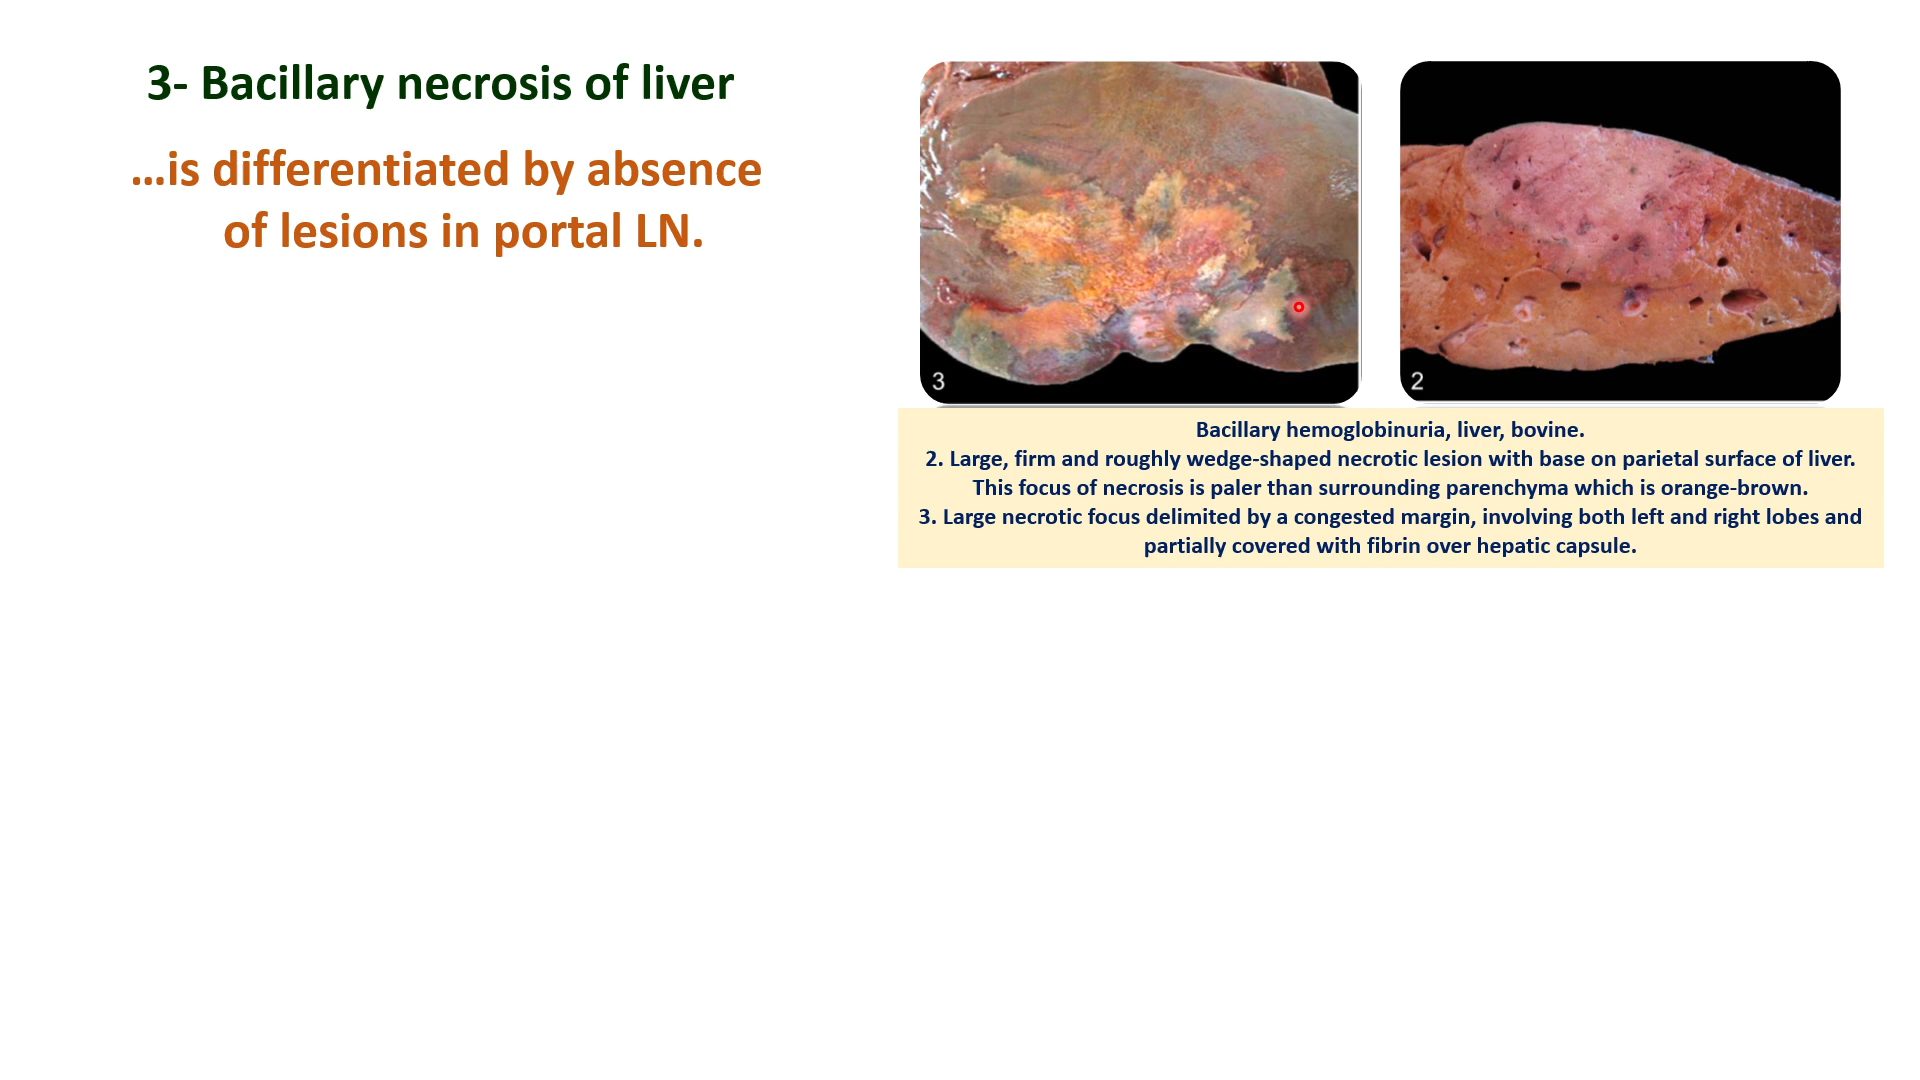 3- Bacillary necrosis of liver
...is differentiated by absence
of lesions in portal LN.
3
2
Bacillary hemoglobinuria, liver, bovine.
2. Large, firm and roughly wedge-shaped necrotic lesion with base on parietal surface of liver.
This focus of necrosis is paler than surrounding parenchyma which is orange-brown.
3. Large necrotic focus delimited by a congested margin, involving both left and right lobes and
partially covered with fibrin over hepatic capsule.